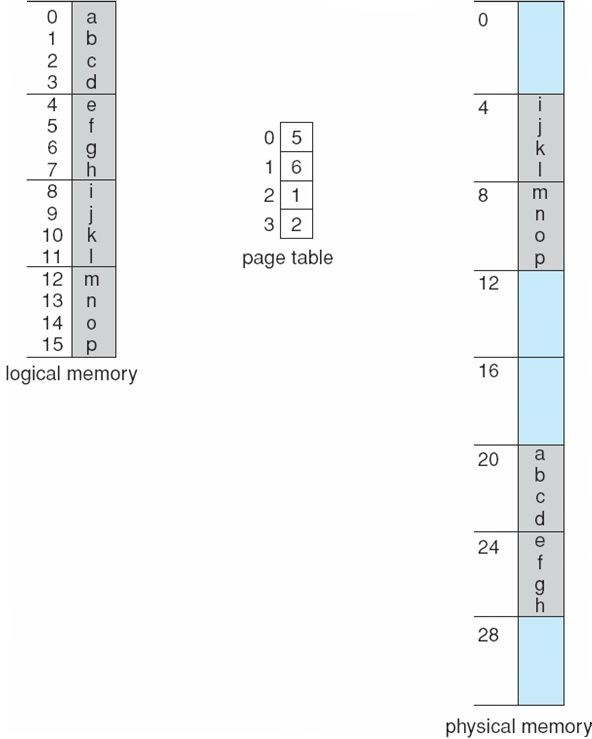 0 a
1 b
2 c
3 d
4 e
5 f
6 g
7 h
8 i
9 j
10 k
11 l
12 m
13 n
14 o
15 p
logical memory
0 5
1 6
2 1
3 2
page table
0
4 i
j
k
l
8 m
n
o
p
12
16
20 a
b
c
d
24 e
f
g
h
28
physical memory